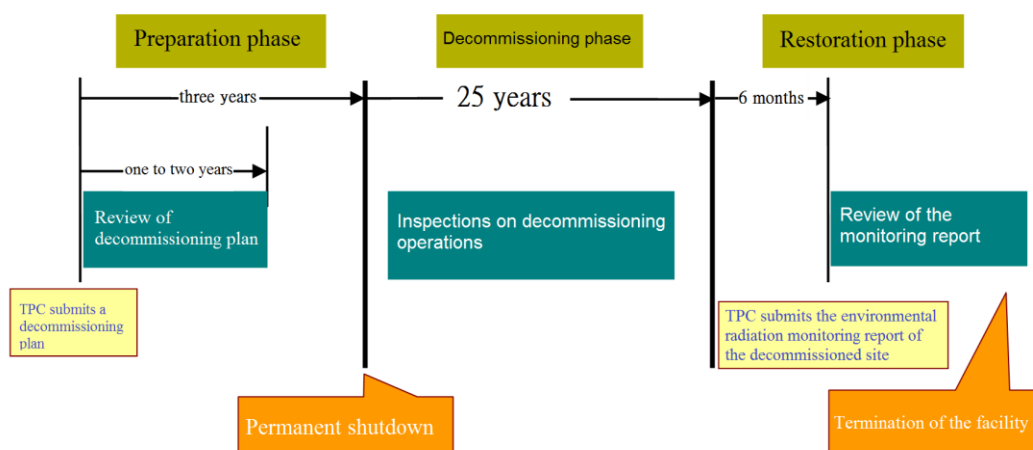 Preparation phase
Decommissioning phase
Restoration phase
three years
25 years
6 months
one to two years
Review of
decommissioning plan
Inspections on decommissioning
operations
Review of the
monitoring report
TPC submits a
decommissioning
plan
TPC submits the environmental
radiation monitoring report of
the decommissioned site
Permanent shutdown
Termination of the facility